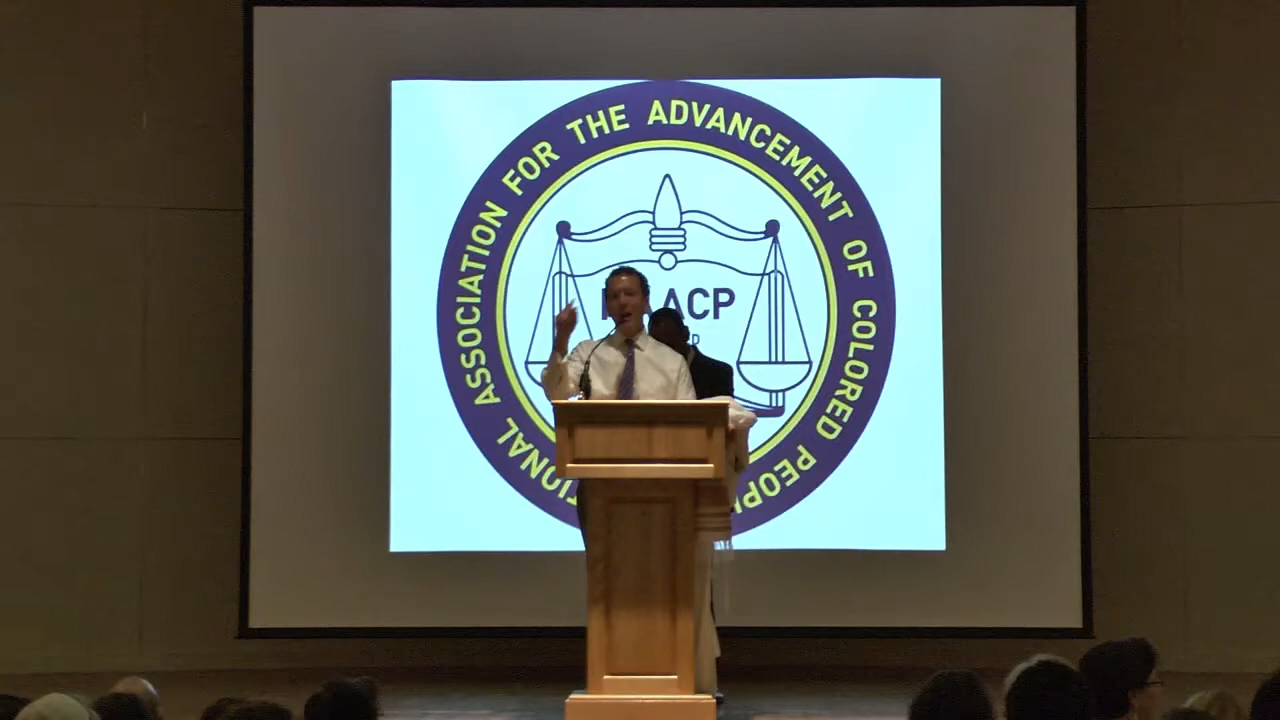 ASSOCIATION FOR THE ADVANCEMENT OF COLORED
ACP